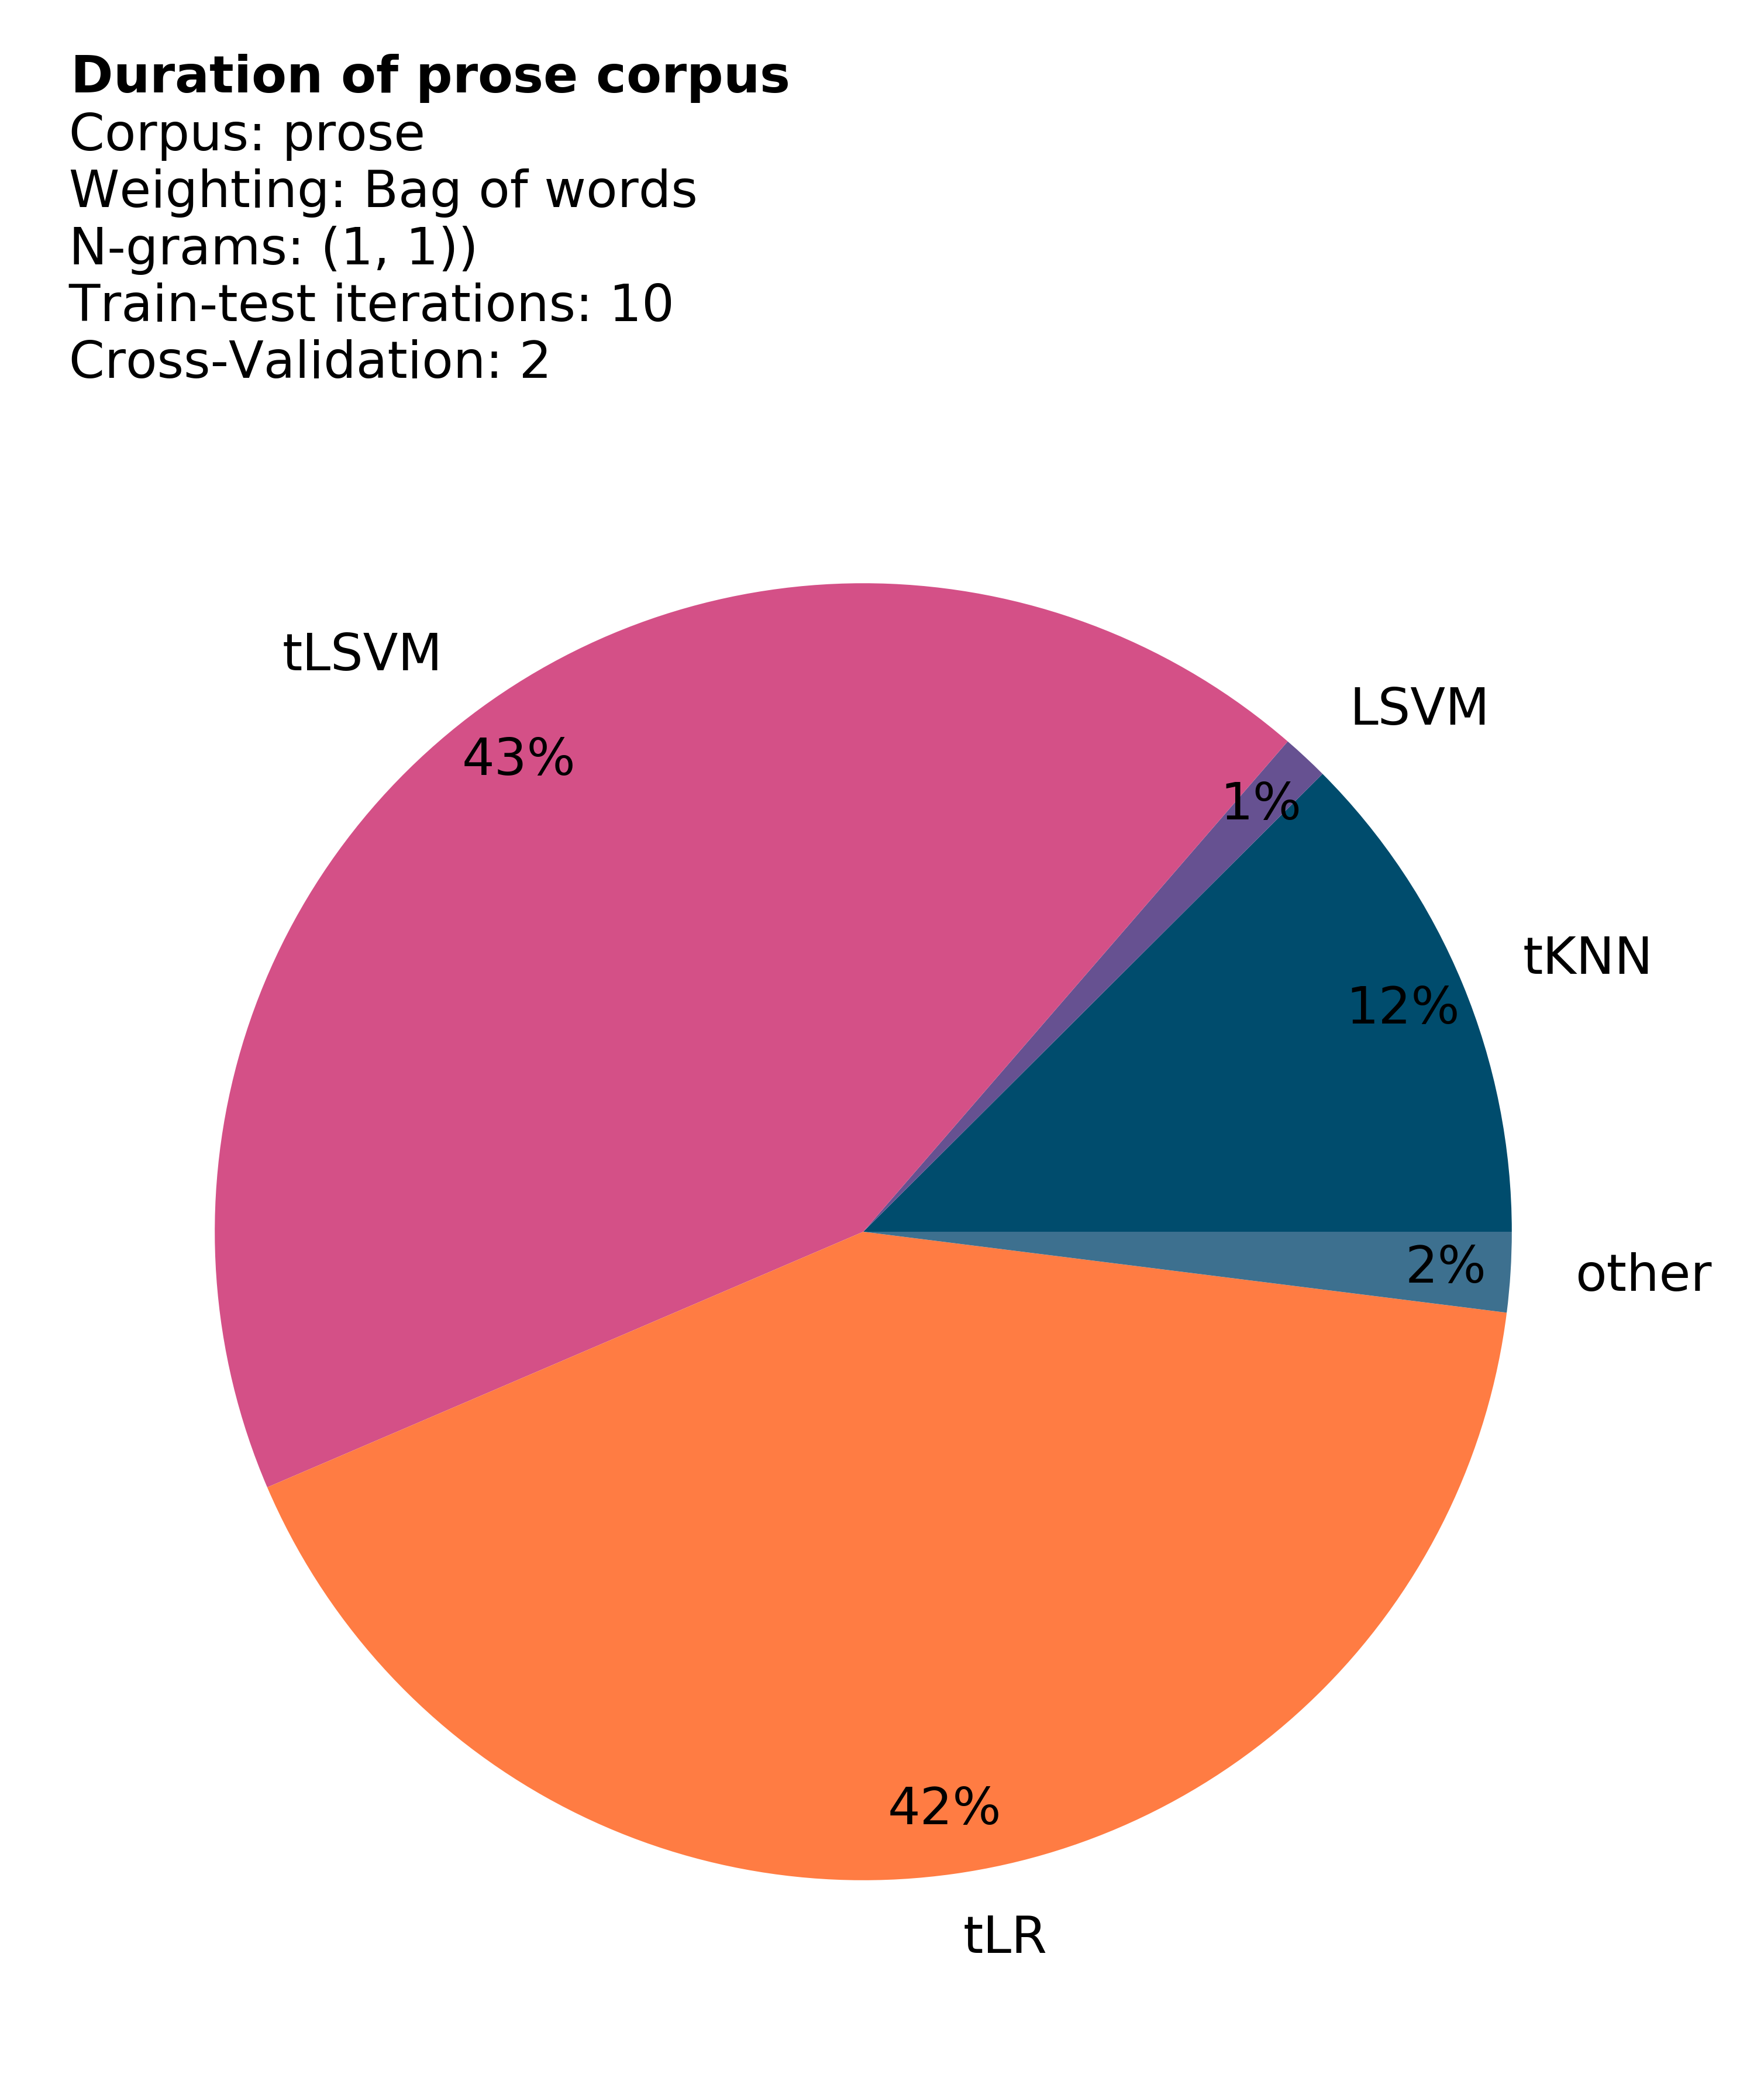 Duration of prose corpus
Corpus: prose
Weighting: Bag of words
N-grams: (1, 1))
Train-test iterations: 10
Cross-Validation: 2
tLSVM
LSVM
43%
1%
tKNN
12%
2%
other
42%
tLR